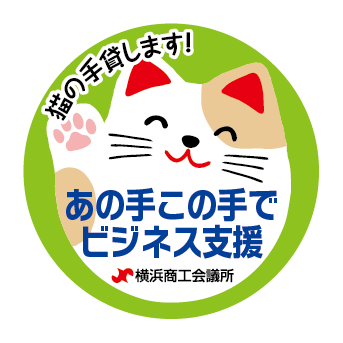 猫の手貸します!
あの手この手で
ビジネス支援
横浜商工会議所